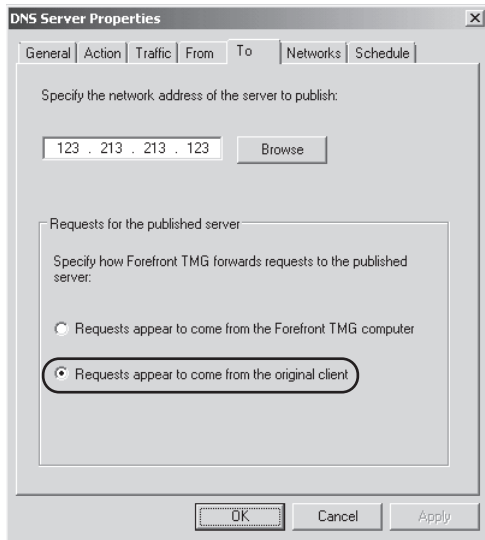 DNS Server Properties
General Action Traffic From To Networks Schedule
Specify the network address of the server to publish:
123 . 213 . 213 . 123 Browse
Requests for the published server
Specify how Forefront TMG forwards requests to the published
server:
Requests appear to come from the Forefront TMG computer
Requests appear to come from the original client
OK Cancel Apply